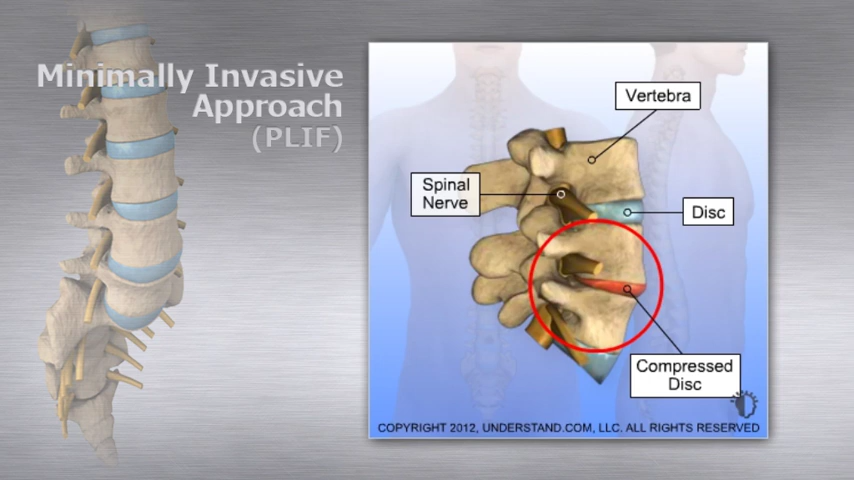 Minimally Invasive
Approach
(PLIF)
Vertebra
Spinal
Nerve
Disc
Compressed
Disc
COPYRIGHT 2012, UNDERSTAND.COM, LLC. ALL RIGHTS RESERVED